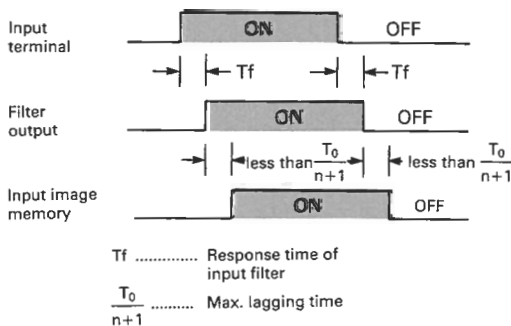 Input terminal
ON
OFF
Tf
Tf
Filter output
ON
OFF
less than T₀/n+1
less than T₀/n+1
Input image memory
ON
OFF
Tf .............. Response time of input filter
T₀/n+1 .......... Max. lagging time